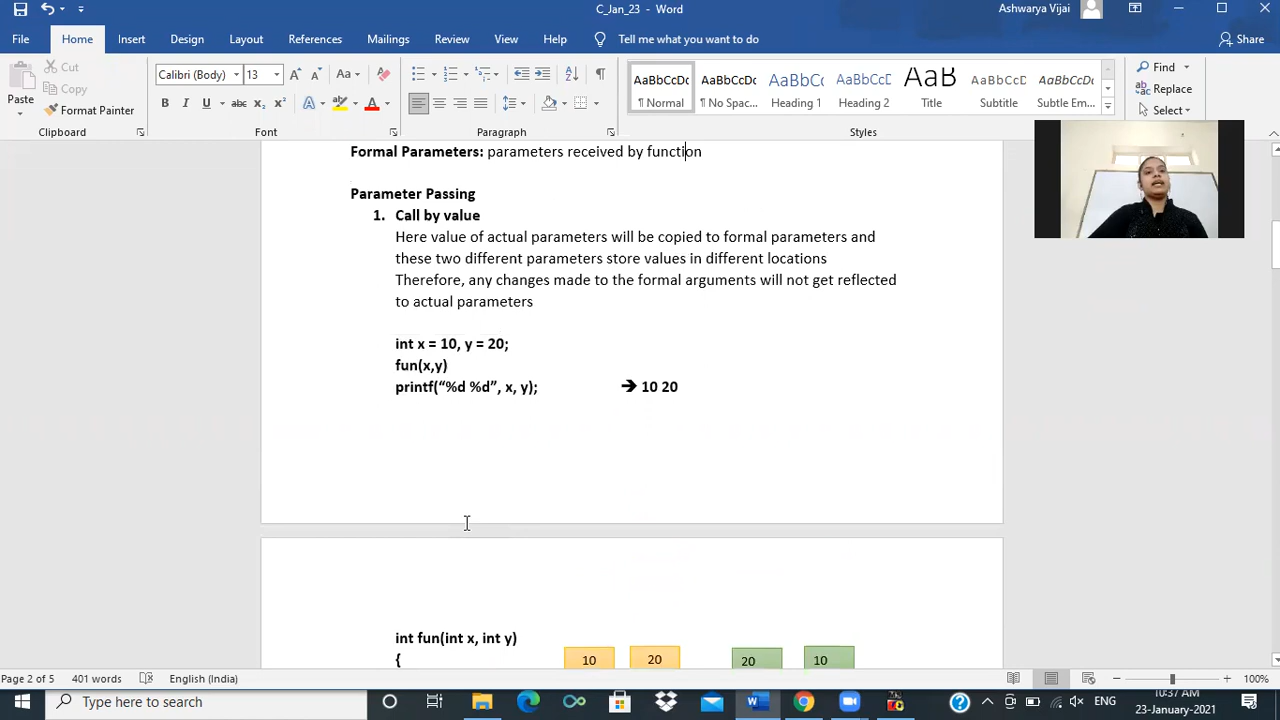 C_Jan_23 - Word
Ashwarya Vijai
File Home Insert Design Layout References Mailings Review View Help Tell me what you want to do Share
Paste
Cut
Copy
Format Painter
Clipboard
Calibri (Body) 13
Font
Paragraph
AaBbCcDc AaBbCcDc AaBbCc AaBbCcD AaB AaBbCcD AaBbCcDc
¶ Normal ¶ No Spac... Heading 1 Heading 2 Title Subtitle Subtle Em...
Styles
Find
Replace
Select
Formal Parameters: parameters received by function
Parameter Passing
1. Call by value
Here value of actual parameters will be copied to formal parameters and
these two different parameters store values in different locations
Therefore, any changes made to the formal arguments will not get reflected
to actual parameters
int x = 10, y = 20;
fun(x,y)
printf(“%d %d”, x, y); ➔ 10 20
int fun(int x, int y)
{
10 20 20 10
Page 2 of 5 401 words English (India) 100%
Type here to search
ENG
10:37 AM
23-January-2021